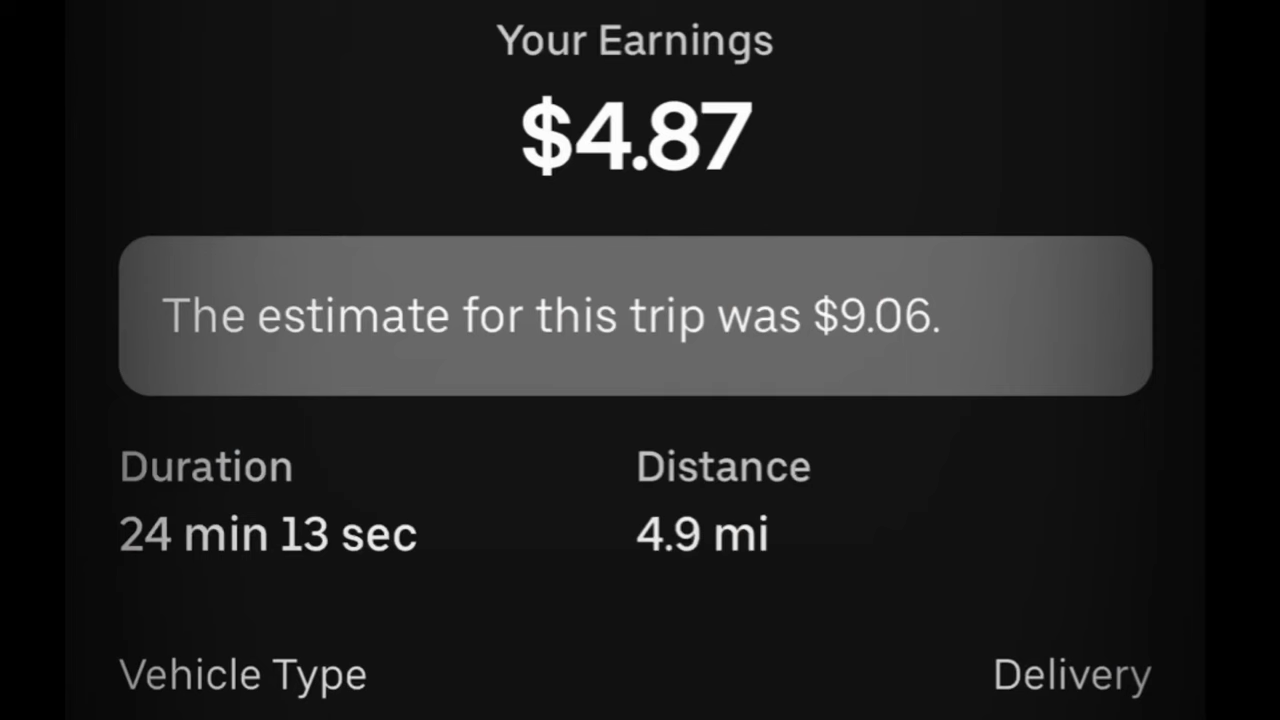 Your Earnings
$4.87
The estimate for this trip was $9.06.
Duration Distance
24 min 13 sec 4.9 mi
Vehicle Type Delivery